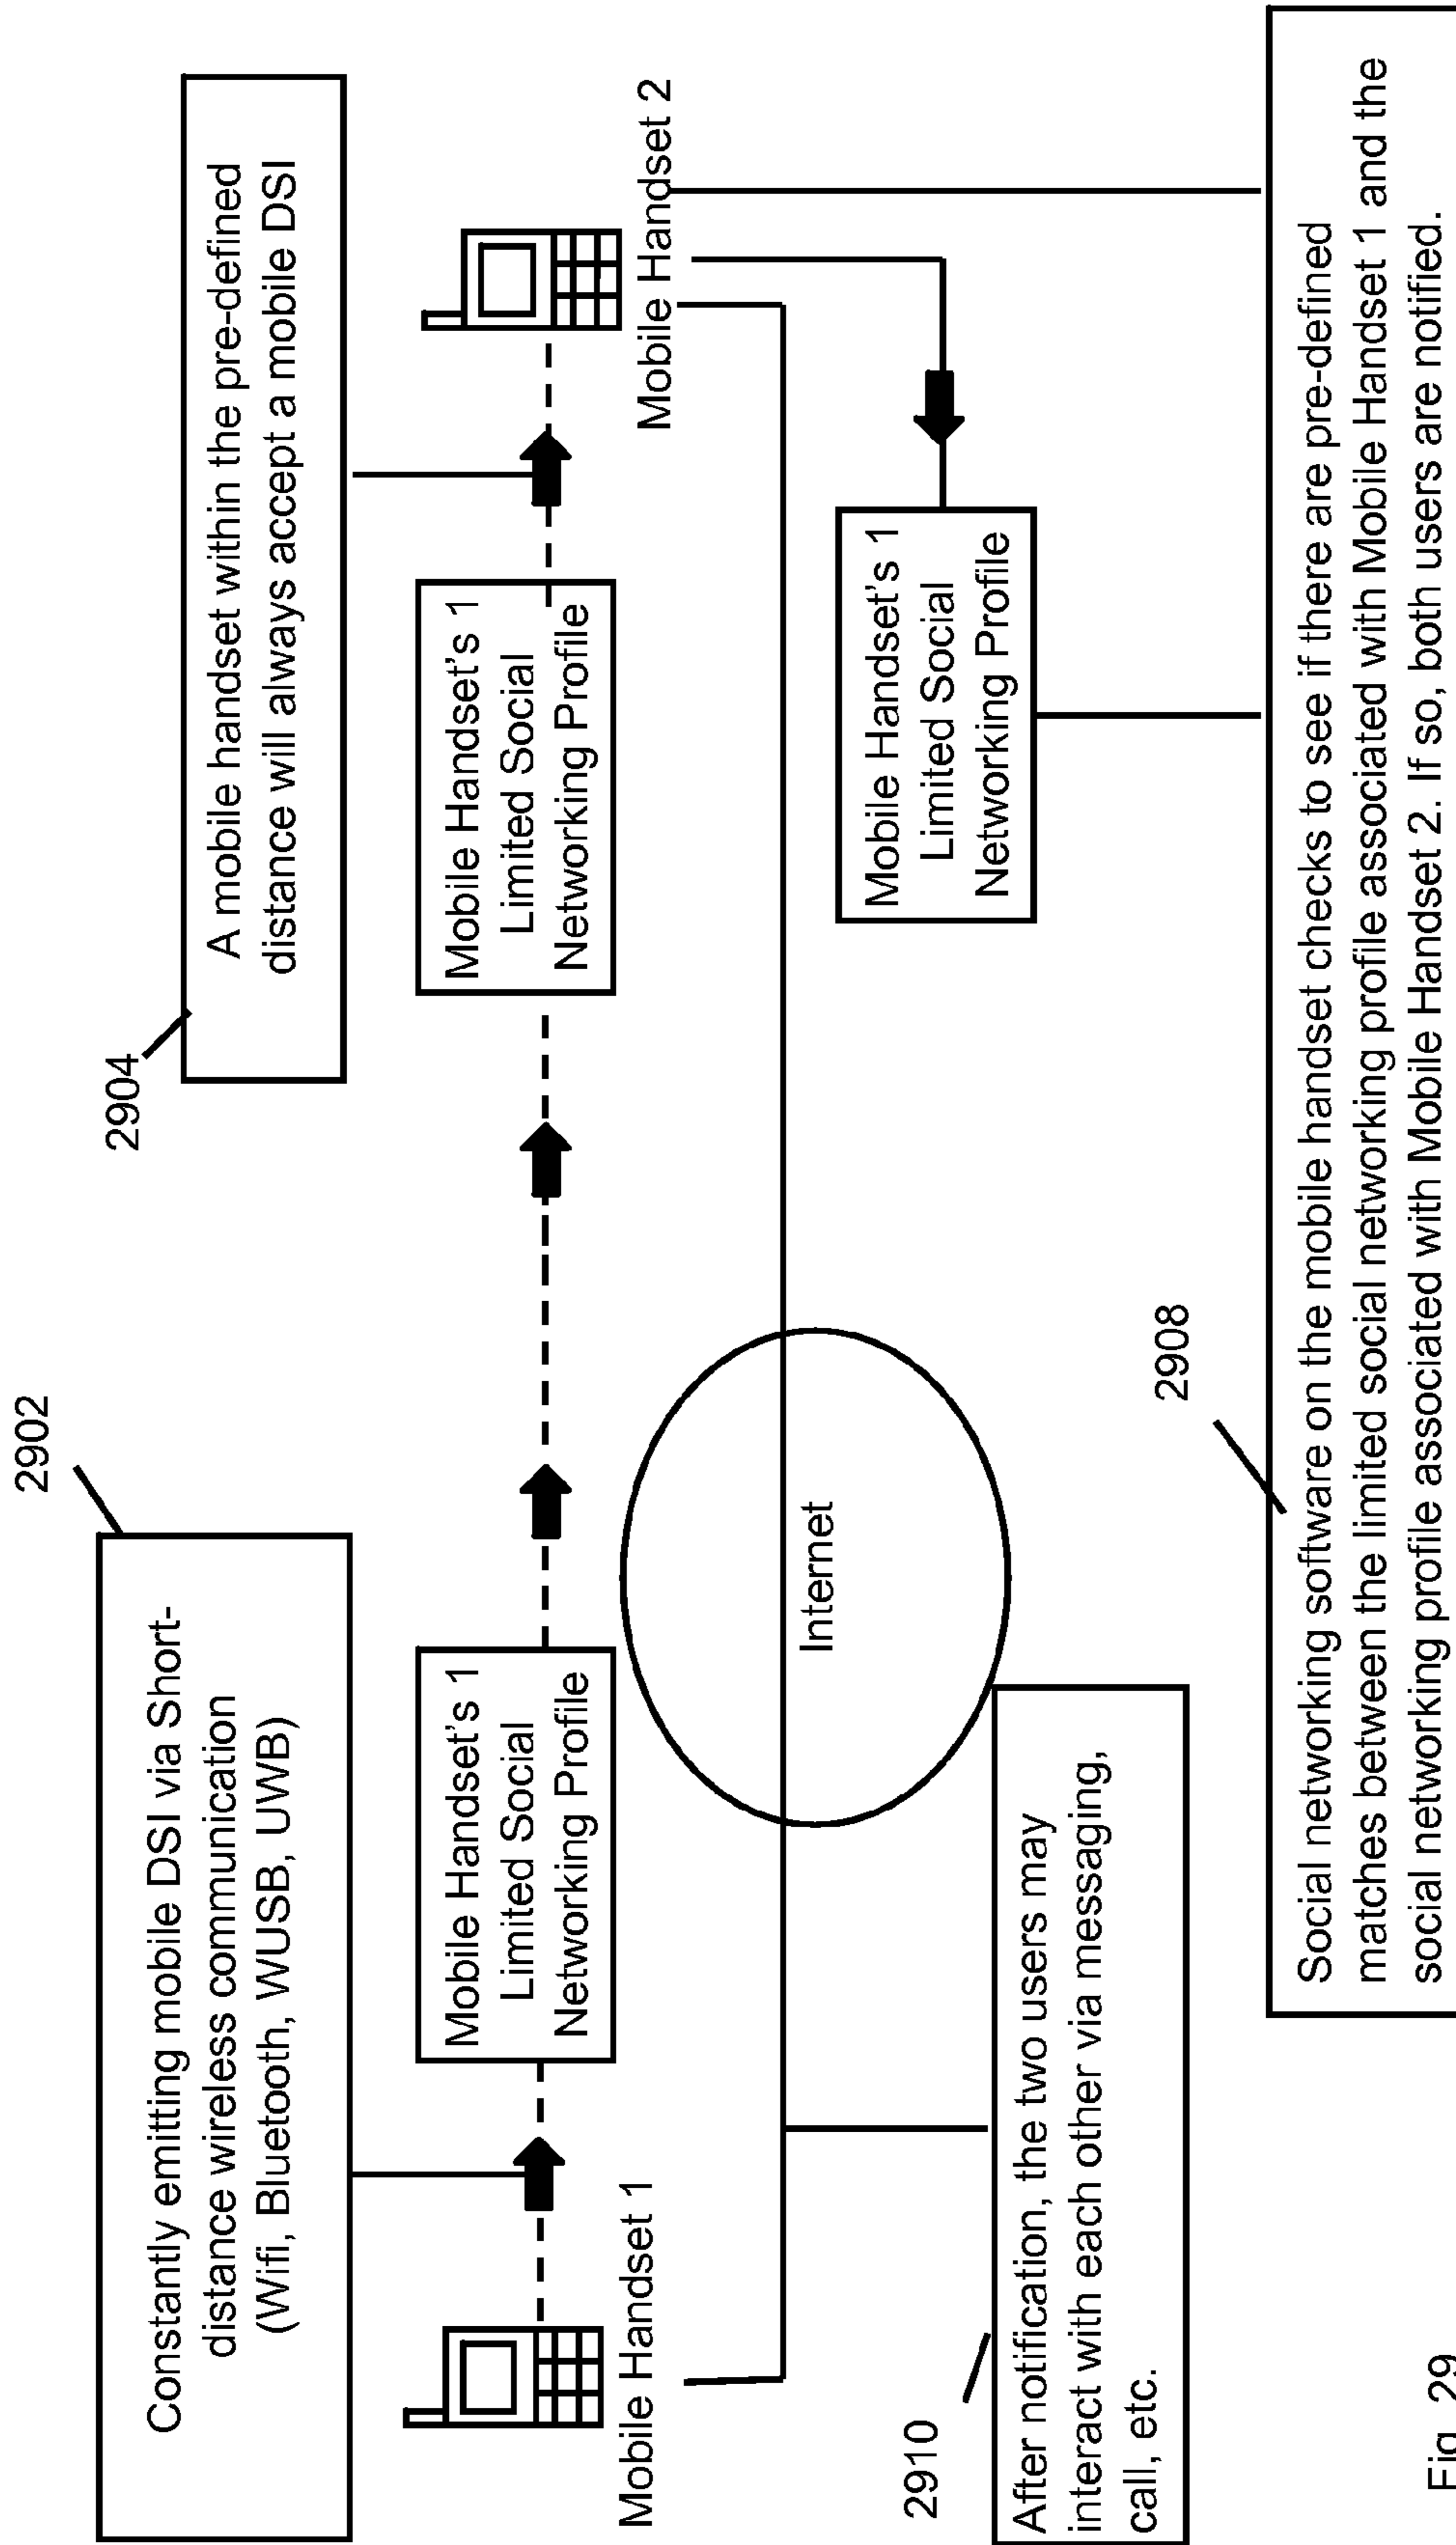 2902
Constantly emitting mobile DSI via Short-
distance wireless communication
(Wifi, Bluetooth, WUSB, UWB)
2904
A mobile handset within the pre-defined
distance will always accept a mobile DSI
Mobile Handset 1
Mobile Handset's 1
Limited Social
Networking Profile
Mobile Handset's 1
Limited Social
Networking Profile
Mobile Handset 2
Internet
Mobile Handset's 1
Limited Social
Networking Profile
2910
After notification, the two users may
interact with each other via messaging,
call, etc.
2908
Social networking software on the mobile handset checks to see if there are pre-defined
matches between the limited social networking profile associated with Mobile Handset 1 and the
social networking profile associated with Mobile Handset 2. If so, both users are notified.
Fig. 29